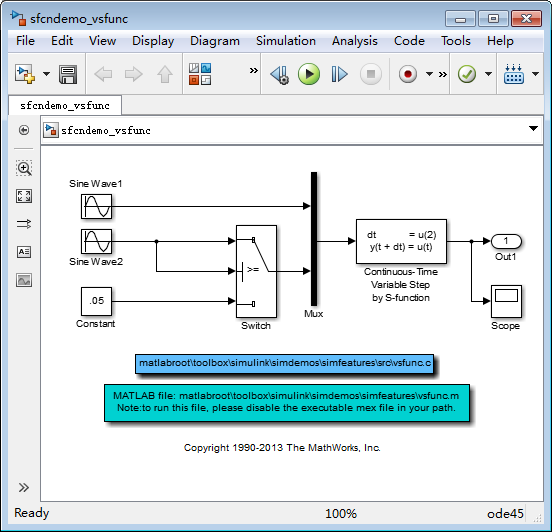 sfcndemo_vsfunc
File Edit View Display Diagram Simulation Analysis Code Tools Help
sfcndemo_vsfunc
sfcndemo_vsfunc
Sine Wave1
Sine Wave2
.05
Constant
>=
Switch
Mux
dt = u(2)
y(t + dt) = u(t)
Continuous-Time
Variable Step
by S-function
1
Out1
Scope
matlabroot\toolbox\simulink\simdemos\simfeatures\src\vsfunc.c
MATLAB file: matlabroot\toolbox\simulink\simdemos\simfeatures\vsfunc.m
Note:to run this file, please disable the executable mex file in your path.
Copyright 1990-2013 The MathWorks, Inc.
Ready 100% ode45